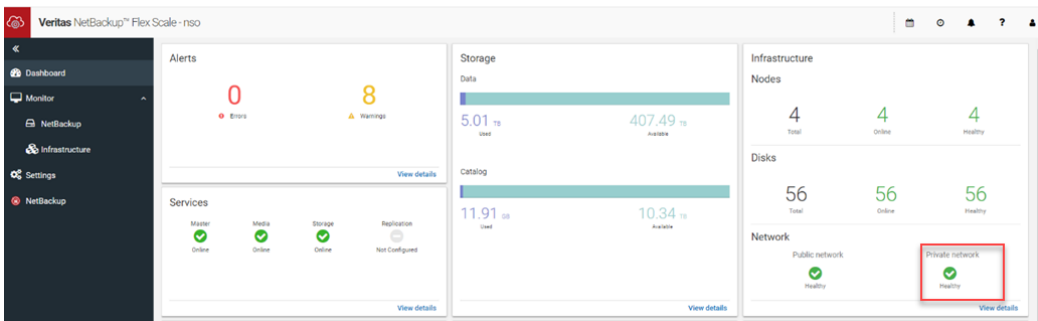 Veritas NetBackup™ Flex Scale - nso
?
«
Dashboard
Monitor
NetBackup
Infrastructure
Settings
NetBackup
Alerts
0
Errors
8
Warnings
View details
Services
Master
Online
Media
Online
Storage
Online
Replication
Not Configured
View details
Storage
Data
5.01 TB
Used
407.49 TB
Available
Catalog
11.91 GB
Used
10.34 TB
Available
View details
Infrastructure
Nodes
4
Total
4
Online
4
Healthy
Disks
56
Total
56
Online
56
Healthy
Network
Public network
Healthy
Private network
Healthy
View details